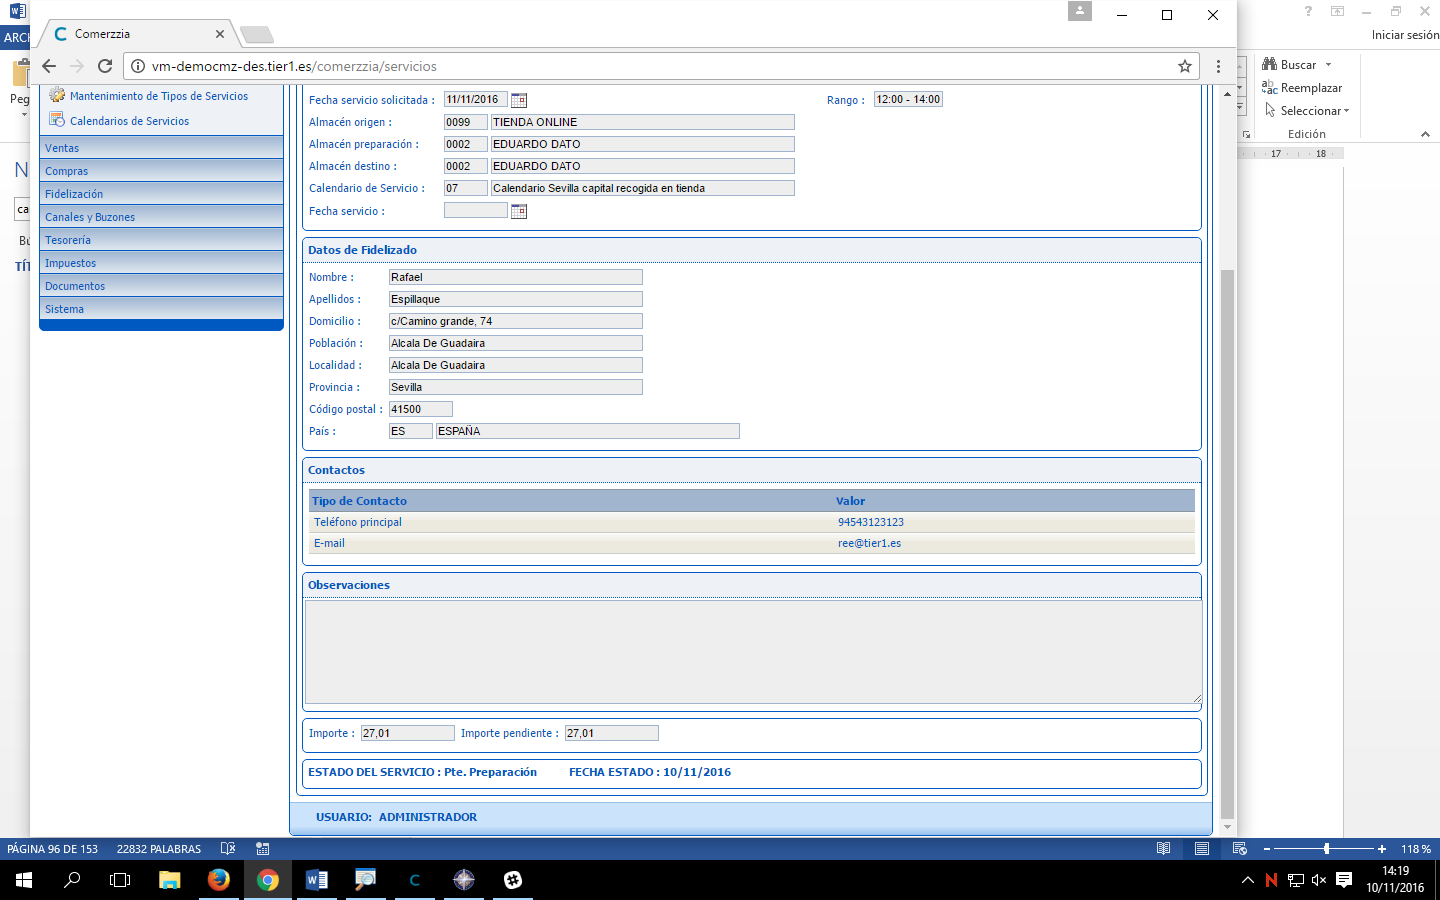 Comerzzia
Iniciar sesión
ARC
vm-democmz-des.tier1.es/comerzzia/servicios
Buscar
Peg
Reemplazar
Seleccionar
Edición
17 18
Mantenimiento de Tipos de Servicios
Calendarios de Servicios
Ventas
Compras
Fidelización
Canales y Buzones
Tesorería
Impuestos
Documentos
Sistema
N
ca
Bú
TÍT
Fecha servicio solicitada : 11/11/2016 Rango : 12:00 - 14:00
Almacén origen : 0099 TIENDA ONLINE
Almacén preparación : 0002 EDUARDO DATO
Almacén destino : 0002 EDUARDO DATO
Calendario de Servicio : 07 Calendario Sevilla capital recogida en tienda
Fecha servicio :
Datos de Fidelizado
Nombre : Rafael
Apellidos : Espillaque
Domicilio : c/Camino grande, 74
Población : Alcala De Guadaira
Localidad : Alcala De Guadaira
Provincia : Sevilla
Código postal : 41500
País : ES ESPAÑA
Contactos
Tipo de Contacto Valor
Teléfono principal 94543123123
E-mail ree@tier1.es
Observaciones
Importe : 27,01 Importe pendiente : 27,01
ESTADO DEL SERVICIO : Pte. Preparación FECHA ESTADO : 10/11/2016
USUARIO: ADMINISTRADOR
PÁGINA 96 DE 153 22832 PALABRAS 118 %
14:19
10/11/2016